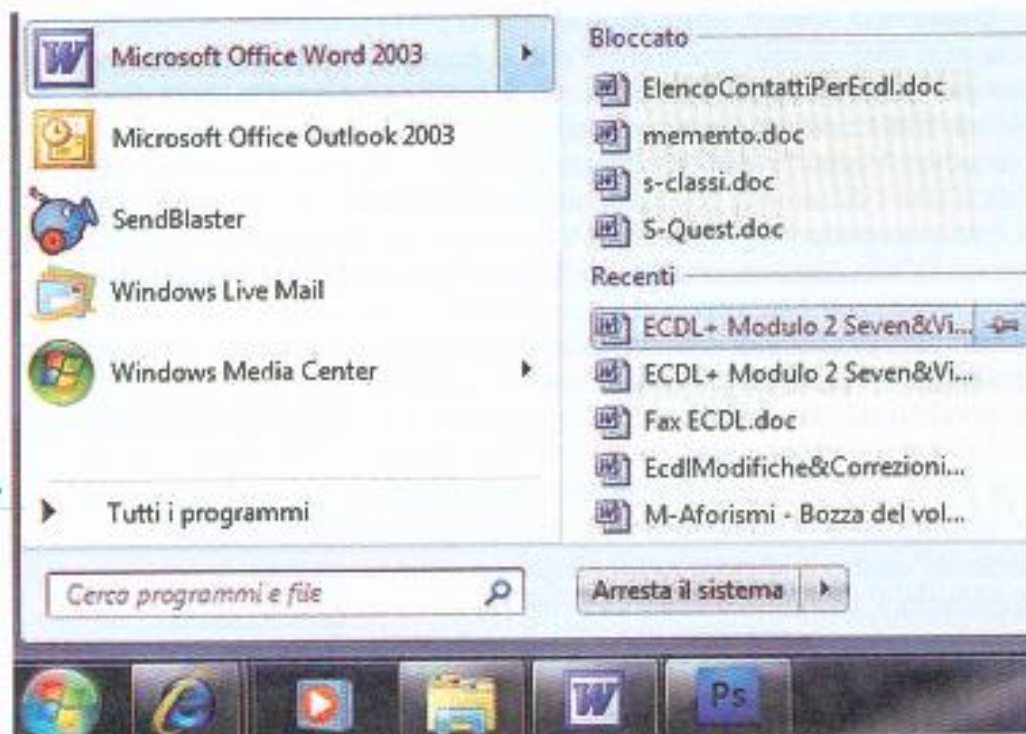 Microsoft Office Word 2003
Microsoft Office Outlook 2003
SendBlaster
Windows Live Mail
Windows Media Center
Tutti i programmi
Cerca programmi e file
Bloccato
ElencoContattiPerEcdl.doc
memento.doc
s-classi.doc
S-Quest.doc
Recenti
ECDL+ Modulo 2 Seven&Vi...
ECDL+ Modulo 2 Seven&Vi...
Fax ECDL.doc
EcdlModifiche&Correzioni...
M-Aforismi - Bozza del vol...
Arresta il sistema
Ps